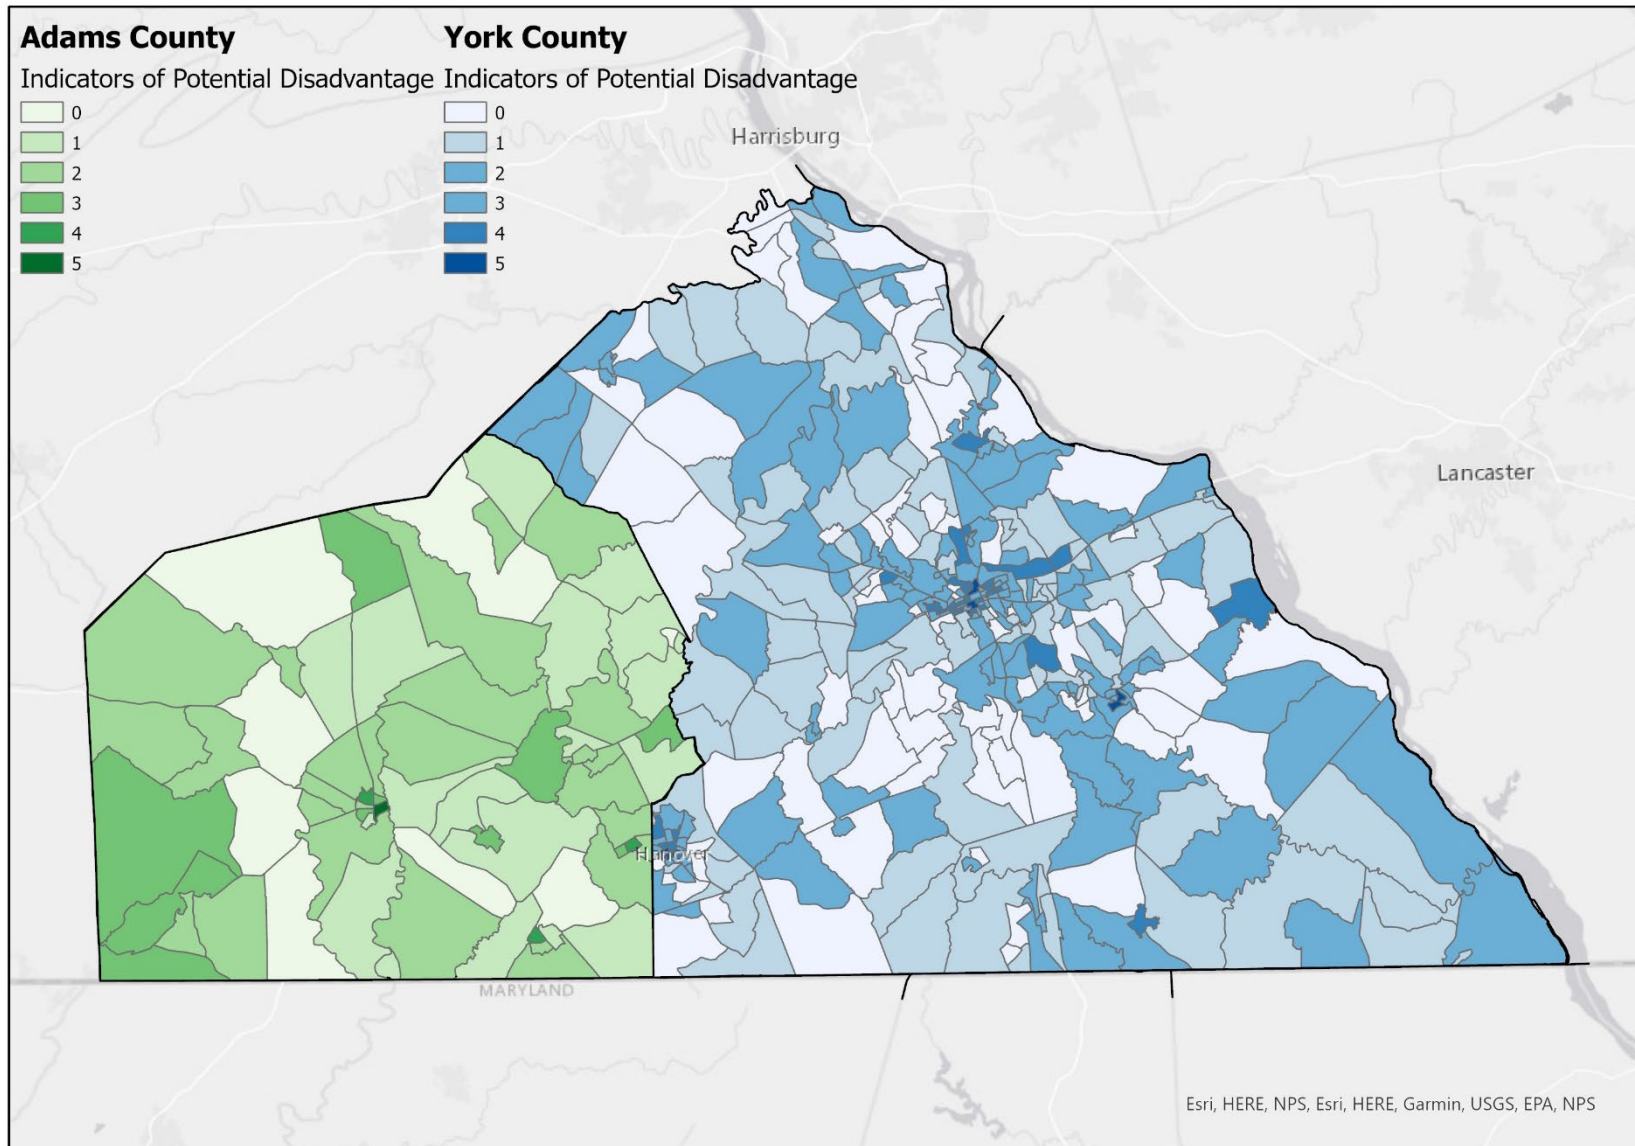 Adams County
Indicators of Potential Disadvantage
0
1
2
3
4
5
York County
Indicators of Potential Disadvantage
0
1
2
3
4
5
Harrisburg
Lancaster
Hanover
MARYLAND
Esri, HERE, NPS, Esri, HERE, Garmin, USGS, EPA, NPS